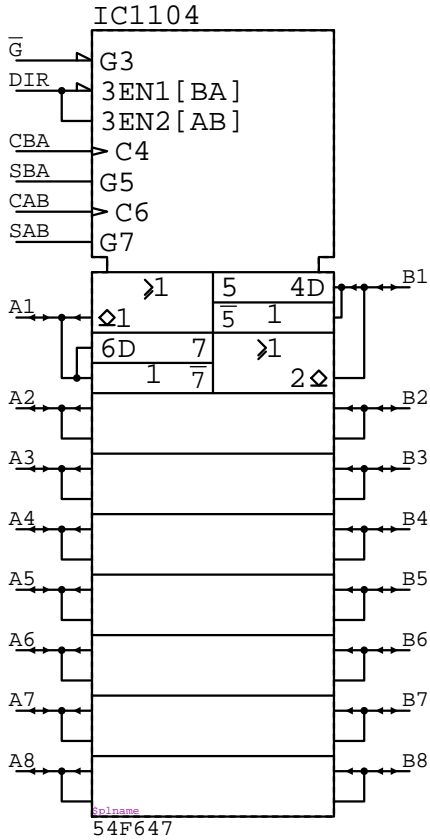 IC1104
G̅
G3
DIR
3EN1[BA]
3EN2[AB]
CBA
C4
SBA
G5
CAB
C6
SAB
G7
≥1
5 4D
B1
A1
1
5̅ 1
6D 7
≥1
1 7̅
2
A2
B2
A3
B3
A4
B4
A5
B5
A6
B6
A7
B7
A8
B8
$plname
54F647